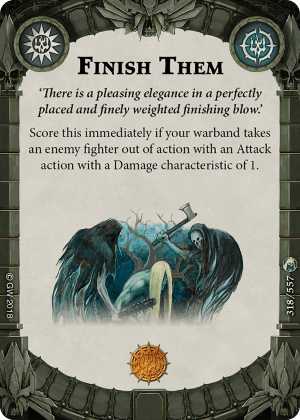 FINISH THEM
‘There is a pleasing elegance in a perfectly
placed and finely weighted finishing blow.’
Score this immediately if your warband takes
an enemy fighter out of action with an Attack
action with a Damage characteristic of 1.
© GW 2018
318/557